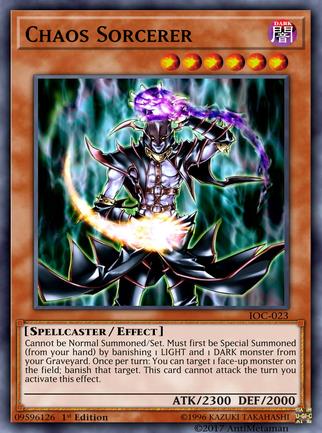 CHAOS SORCERER
DARK
闇
IOC-023
[SPELLCASTER / EFFECT]
Cannot be Normal Summoned/Set. Must first be Special Summoned
(from your hand) by banishing 1 LIGHT and 1 DARK monster from
your Graveyard. Once per turn: You can target 1 face-up monster on
the field; banish that target. This card cannot attack the turn you
activate this effect.
ATK/2300 DEF/2000
09596126 1st Edition ©1996 KAZUKI TAKAHASHI
©2017 AntiMetaman